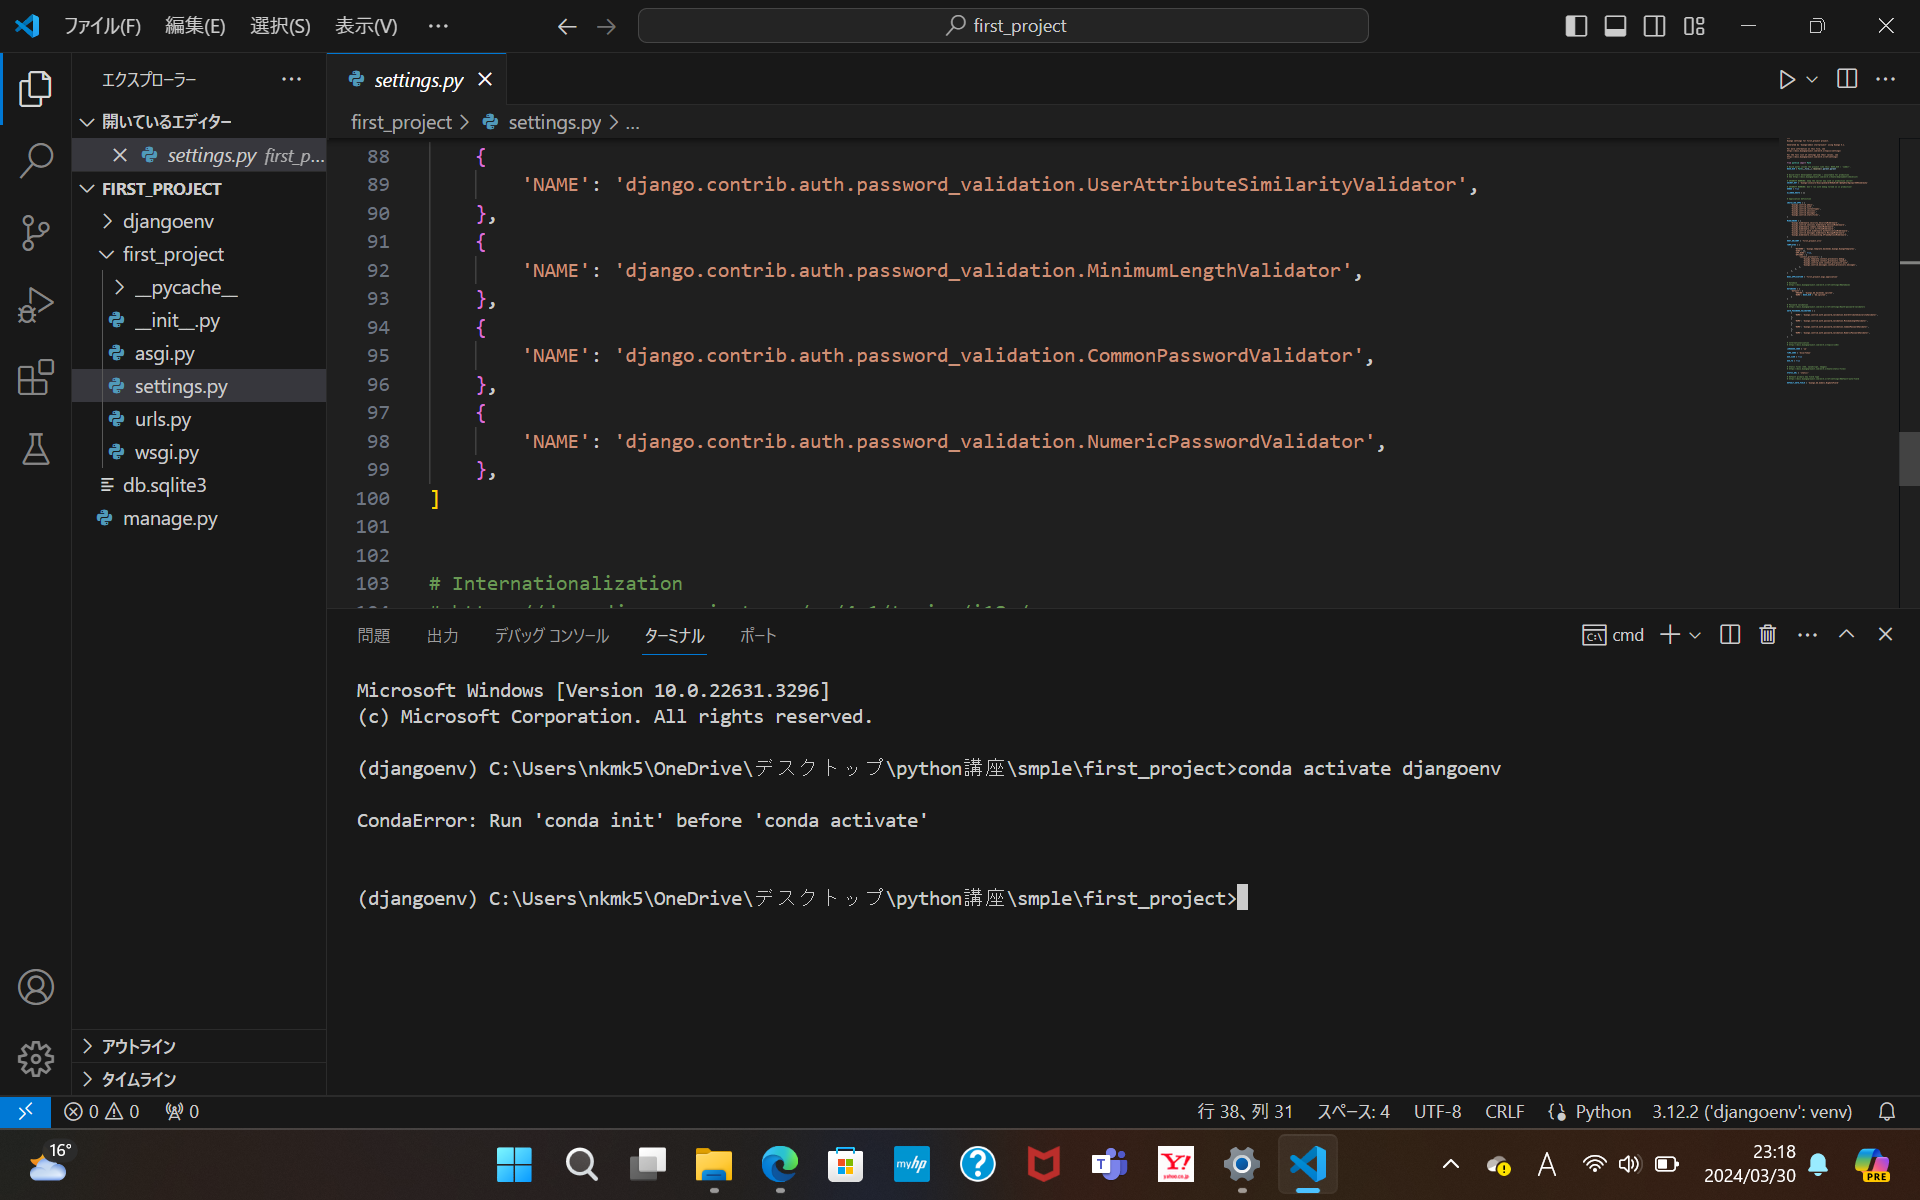 ファイル(F) 編集(E) 選択(S) 表示(V) ··· first_project
エクスプローラー ···
開いているエディター
settings.py first_p...
FIRST_PROJECT
djangoenv
first_project
__pycache__
__init__.py
asgi.py
settings.py
urls.py
wsgi.py
db.sqlite3
manage.py
アウトライン
タイムライン
settings.py
first_project > settings.py > ...
88 {
89 'NAME': 'django.contrib.auth.password_validation.UserAttributeSimilarityValidator',
90 },
91 {
92 'NAME': 'django.contrib.auth.password_validation.MinimumLengthValidator',
93 },
94 {
95 'NAME': 'django.contrib.auth.password_validation.CommonPasswordValidator',
96 },
97 {
98 'NAME': 'django.contrib.auth.password_validation.NumericPasswordValidator',
99 },
100 ]
101
102
103 # Internationalization
問題 出力 デバッグ コンソール ターミナル ポート cmd
Microsoft Windows [Version 10.0.22631.3296]
(c) Microsoft Corporation. All rights reserved.
(djangoenv) C:\Users\nkmk5\OneDrive\デスクトップ\python講座\smple\first_project>conda activate djangoenv
CondaError: Run 'conda init' before 'conda activate'
(djangoenv) C:\Users\nkmk5\OneDrive\デスクトップ\python講座\smple\first_project>
0 0 0 行 38、列 31 スペース: 4 UTF-8 CRLF Python 3.12.2 ('djangoenv': venv)
16° myhp Y! A 23:18
2024/03/30
PRE